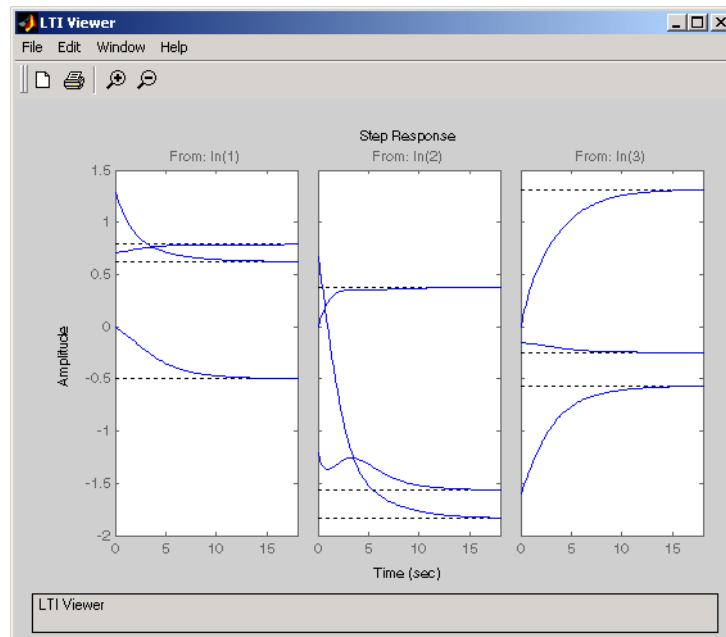 LTI Viewer
File Edit Window Help
Step Response
From: In(1) From: In(2) From: In(3)
1.5
1
0.5
0
-0.5
-1
-1.5
-2
Amplitude
0 5 10 15 0 5 10 15 0 5 10 15
Time (sec)
LTI Viewer